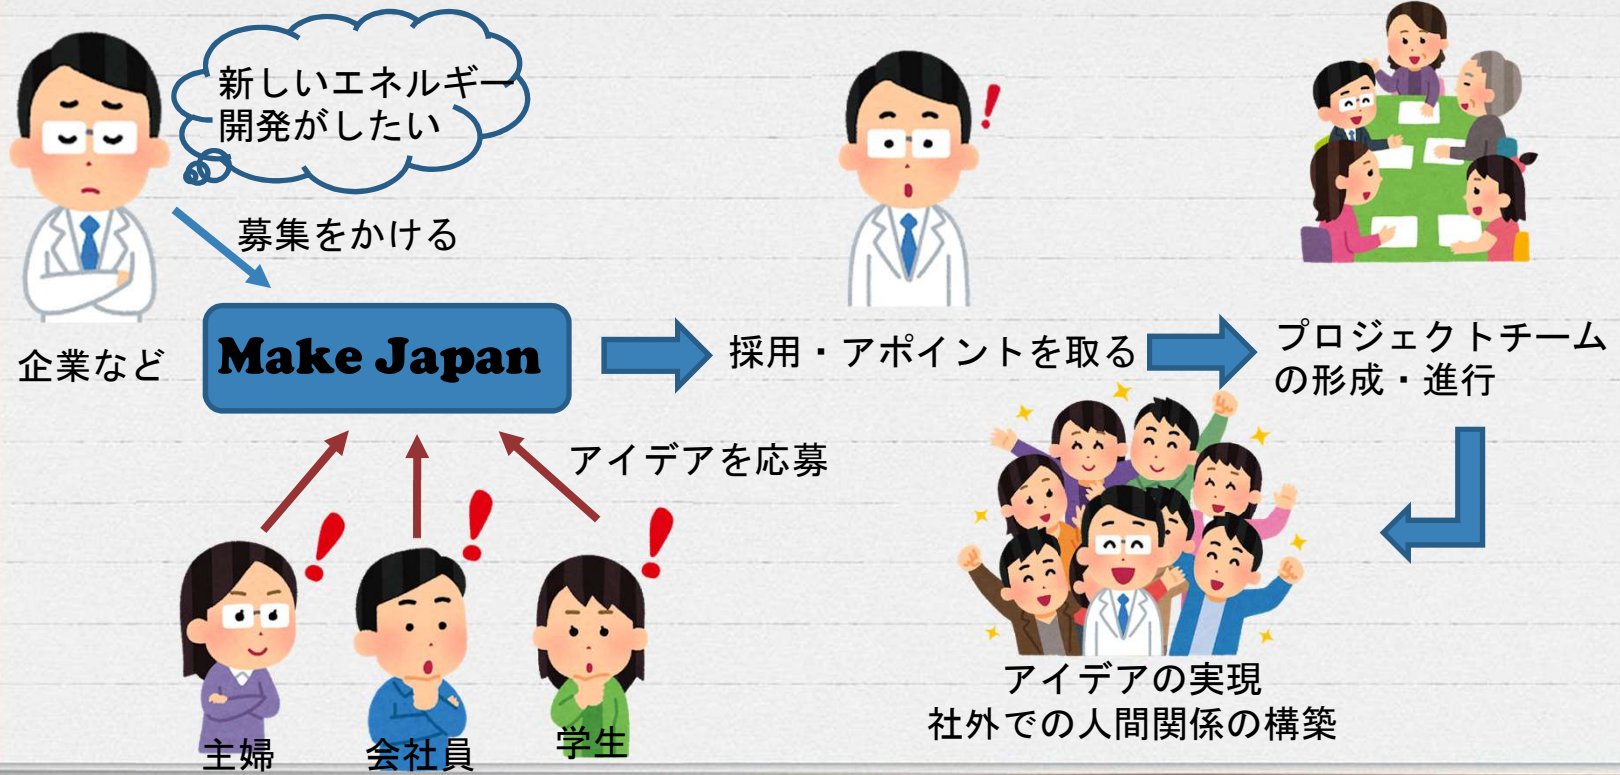 新しいエネルギー
開発がしたい
募集をかける
企業など
Make Japan
採用・アポイントを取る
プロジェクトチーム
の形成・進行
アイデアを応募
主婦
会社員
学生
アイデアの実現
社外での人間関係の構築